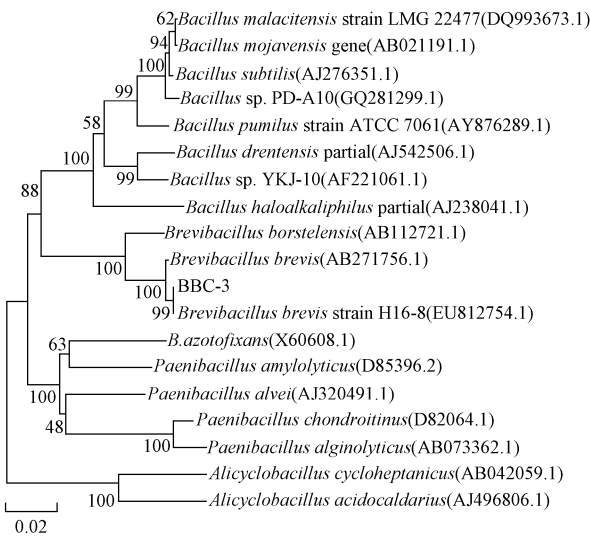 62 Bacillus malacitensis strain LMG 22477(DQ993673.1)
94 Bacillus mojavensis gene(AB021191.1)
100 Bacillus subtilis(AJ276351.1)
99 Bacillus sp. PD-A10(GQ281299.1)
58 Bacillus pumilus strain ATCC 7061(AY876289.1)
100 Bacillus drentensis partial(AJ542506.1)
99 Bacillus sp. YKJ-10(AF221061.1)
88 Bacillus haloalkaliphilus partial(AJ238041.1)
Brevibacillus borstelensis(AB112721.1)
100 Brevibacillus brevis(AB271756.1)
100 BBC-3
99 Brevibacillus brevis strain H16-8(EU812754.1)
63 B.azotofixans(X60608.1)
Paenibacillus amylolyticus(D85396.2)
100 Paenibacillus alvei(AJ320491.1)
48 Paenibacillus chondroitinus(D82064.1)
100 Paenibacillus alginolyticus(AB073362.1)
Alicyclobacillus cycloheptanicus(AB042059.1)
100 Alicyclobacillus acidocaldarius(AJ496806.1)
0.02